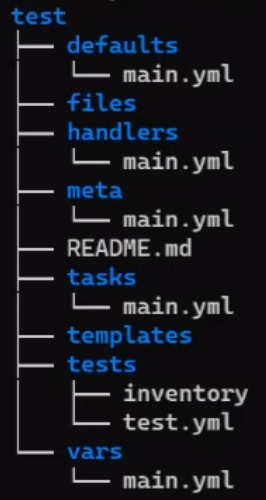 test
├── defaults
│   └── main.yml
├── files
├── handlers
│   └── main.yml
├── meta
│   └── main.yml
├── README.md
├── tasks
│   └── main.yml
├── templates
├── tests
│   ├── inventory
│   └── test.yml
└── vars
    └── main.yml